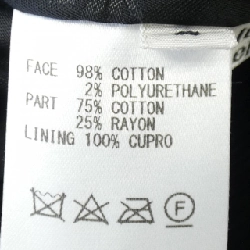 FACE 98% COTTON
2% POLYURETHANE
PART 75% COTTON
25% RAYON
LINING 100% CUPRO
F